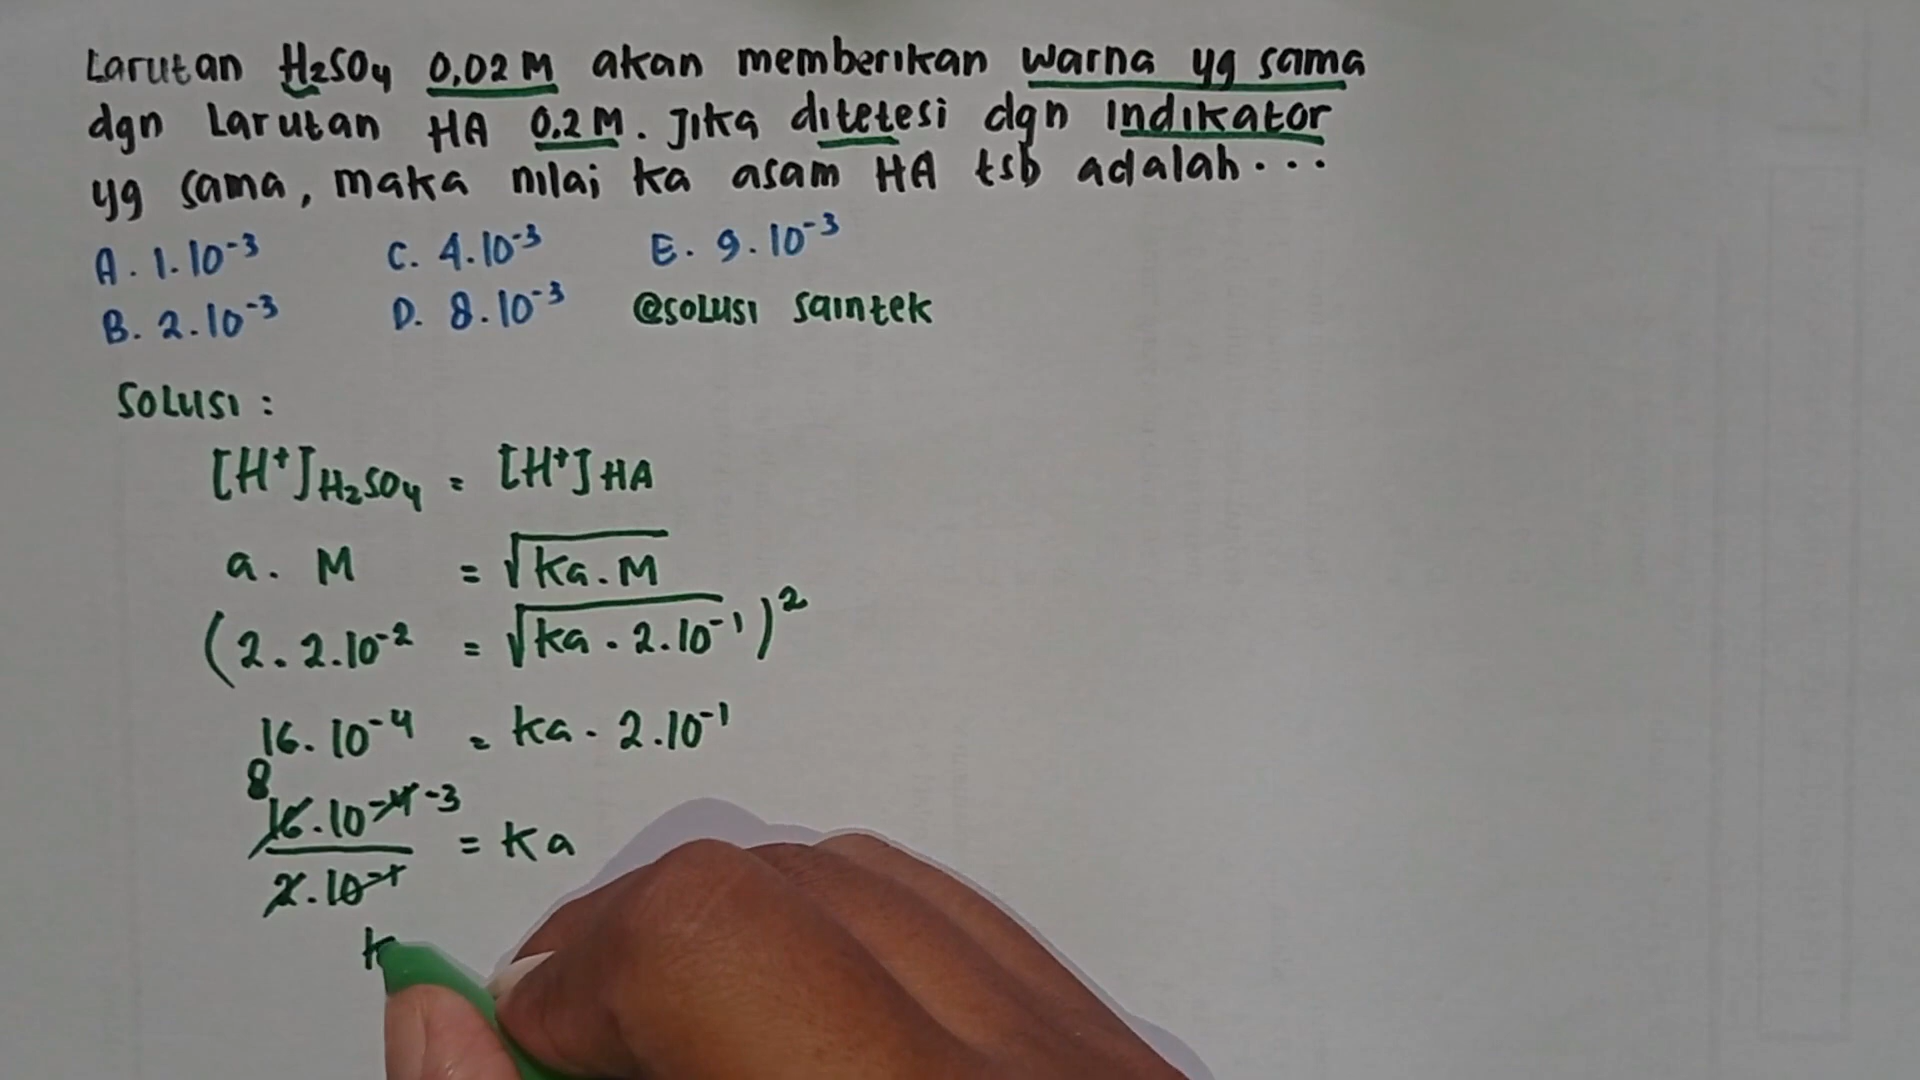 Larutan H₂SO₄ 0,02 M akan memberikan warna yg sama
dgn Larutan HA 0.2 M. Jika ditetesi dgn Indikator
yg sama, maka nilai ka asam HA tsb adalah...
A. 1.10⁻³ C. 4.10⁻³ E. 9.10⁻³
B. 2.10⁻³ D. 8.10⁻³ @solusi saintek
SOLUSI :
[H⁺]H₂SO₄ = [H⁺]HA
a. M = √ka.M
(2. 2.10⁻² = √ka . 2.10⁻¹)²
16.10⁻⁴ = ka. 2.10⁻¹
8
16.10⁻⁴ ⁻³
2.10⁻¹ = ka
k